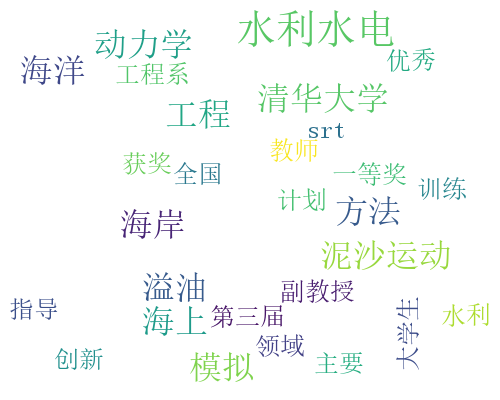 水利水电
动力学
优秀
海洋
工程系
清华大学
工程
srt
教师
获奖
全国
一等奖
训练
计划
方法
海岸
泥沙运动
溢油
副教授
指导
海上
第三届
大学生
水利
领域
创新
模拟
主要